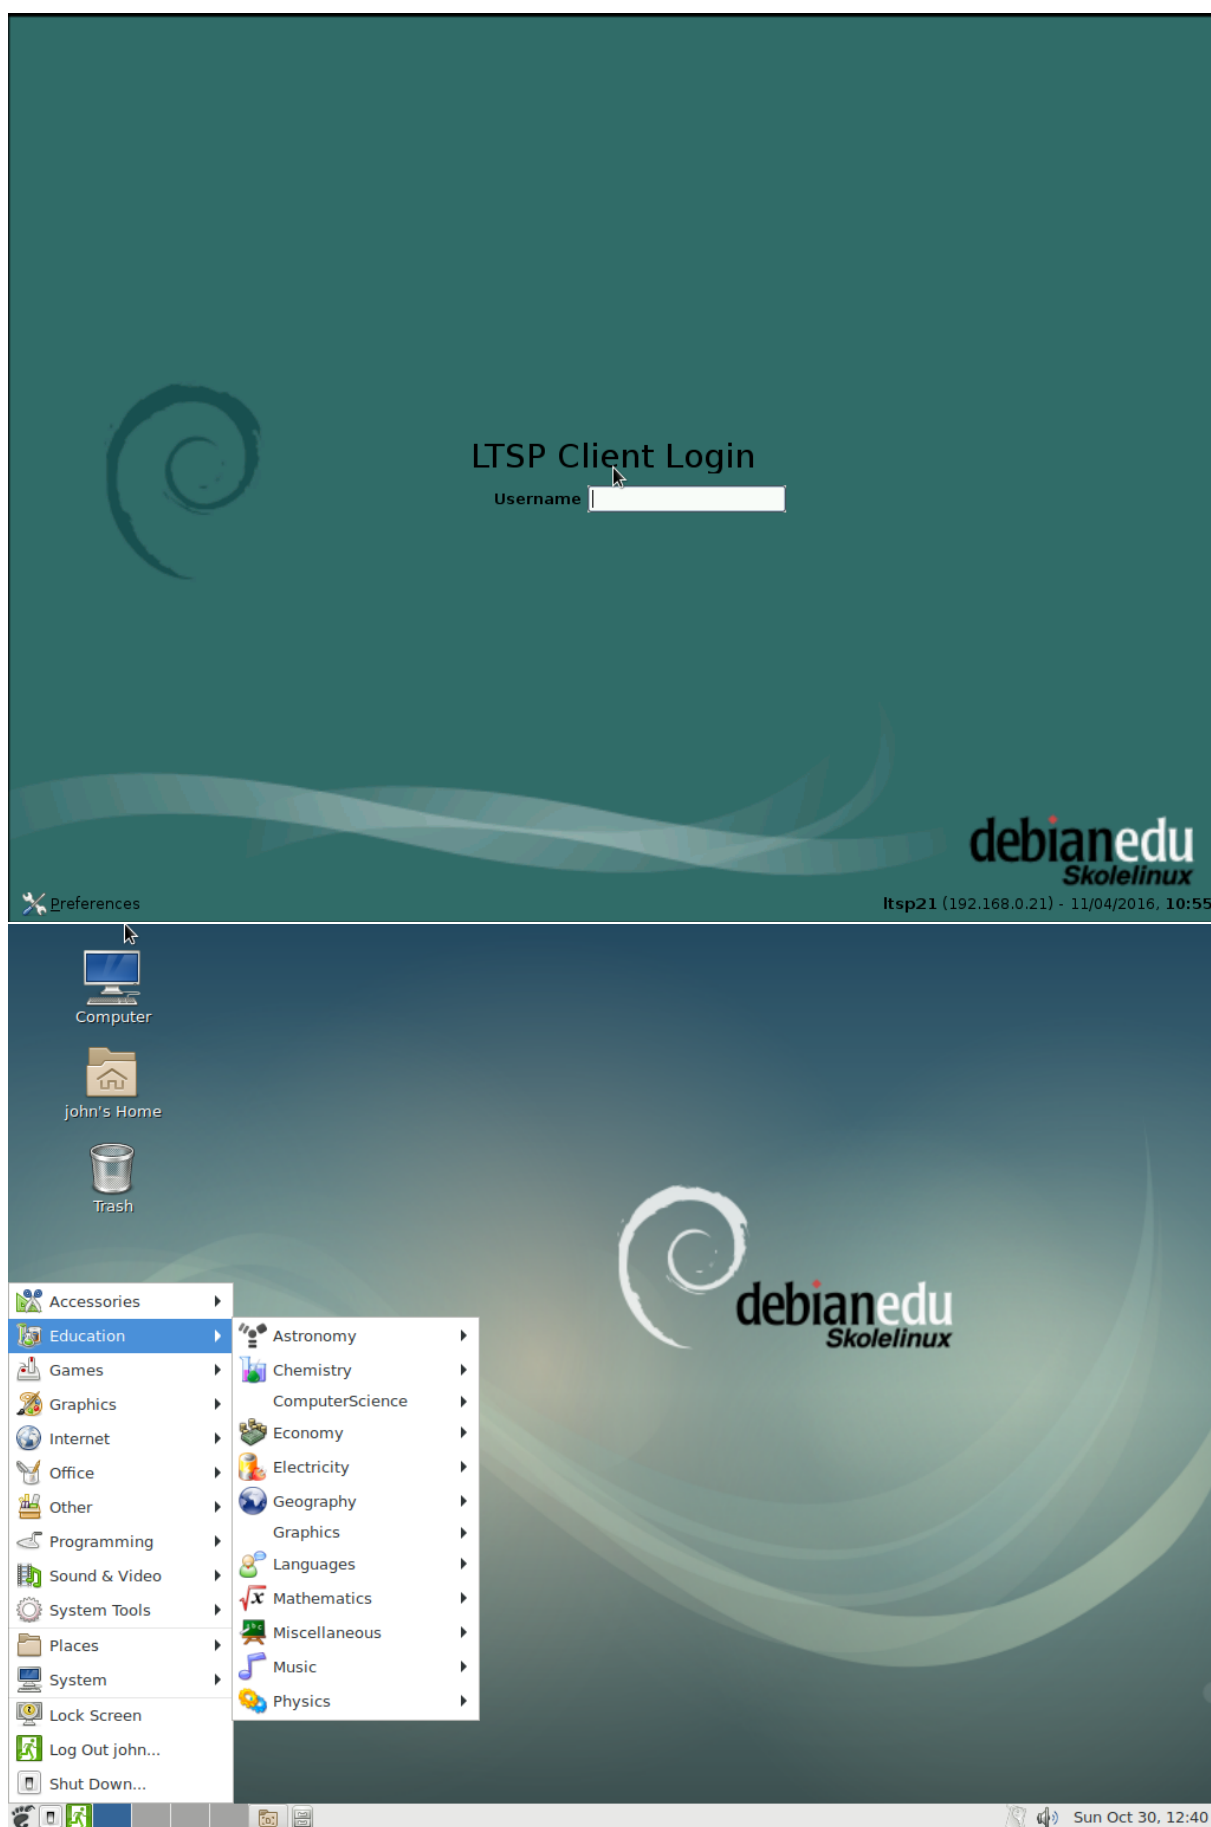 LTSP Client Login
Username
debianedu
Skolelinux
Preferences
ltsp21 (192.168.0.21) - 11/04/2016, 10:55
Computer
john's Home
Trash
debianedu
Skolelinux
Accessories
Education
Games
Graphics
Internet
Office
Other
Programming
Sound & Video
System Tools
Places
System
Lock Screen
Log Out john...
Shut Down...
Astronomy
Chemistry
ComputerScience
Economy
Electricity
Geography
Graphics
Languages
Mathematics
Miscellaneous
Music
Physics
Sun Oct 30, 12:40